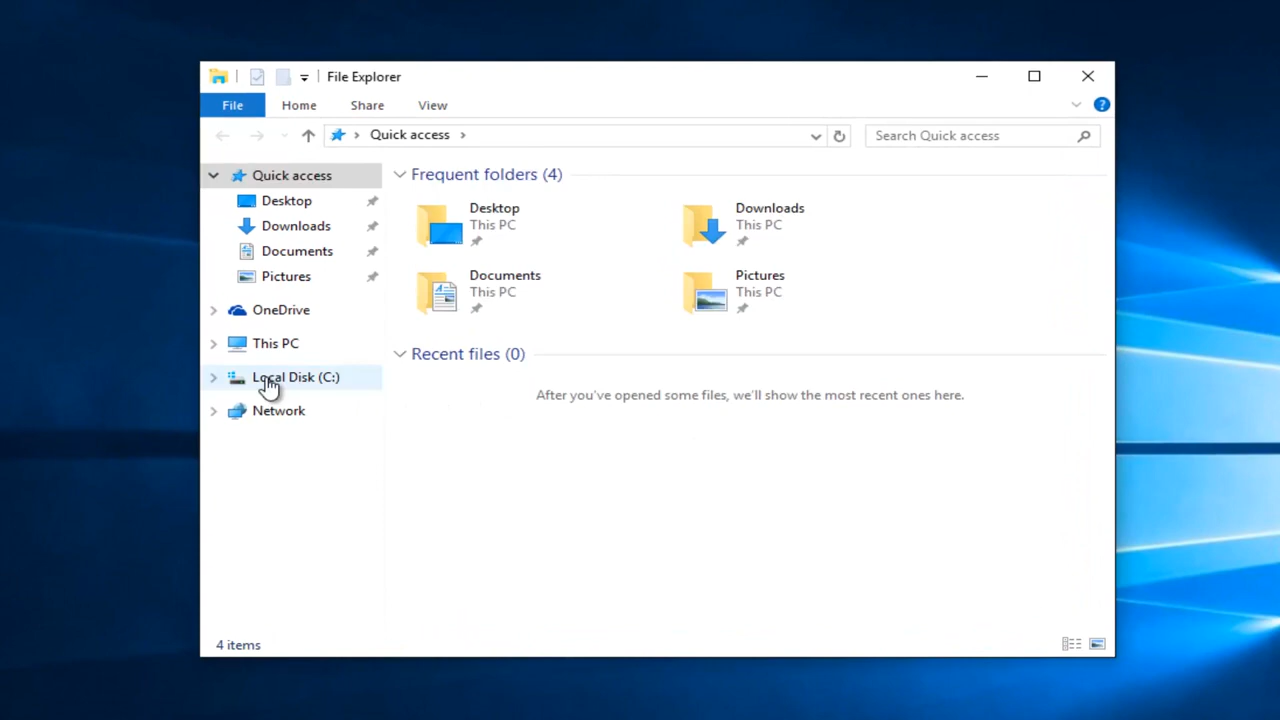 File Explorer
File Home Share View
Quick access
Search Quick access
Quick access
Desktop
Downloads
Documents
Pictures
OneDrive
This PC
Local Disk (C:)
Network
Frequent folders (4)
Desktop
This PC
Downloads
This PC
Documents
This PC
Pictures
This PC
Recent files (0)
After you've opened some files, we'll show the most recent ones here.
4 items